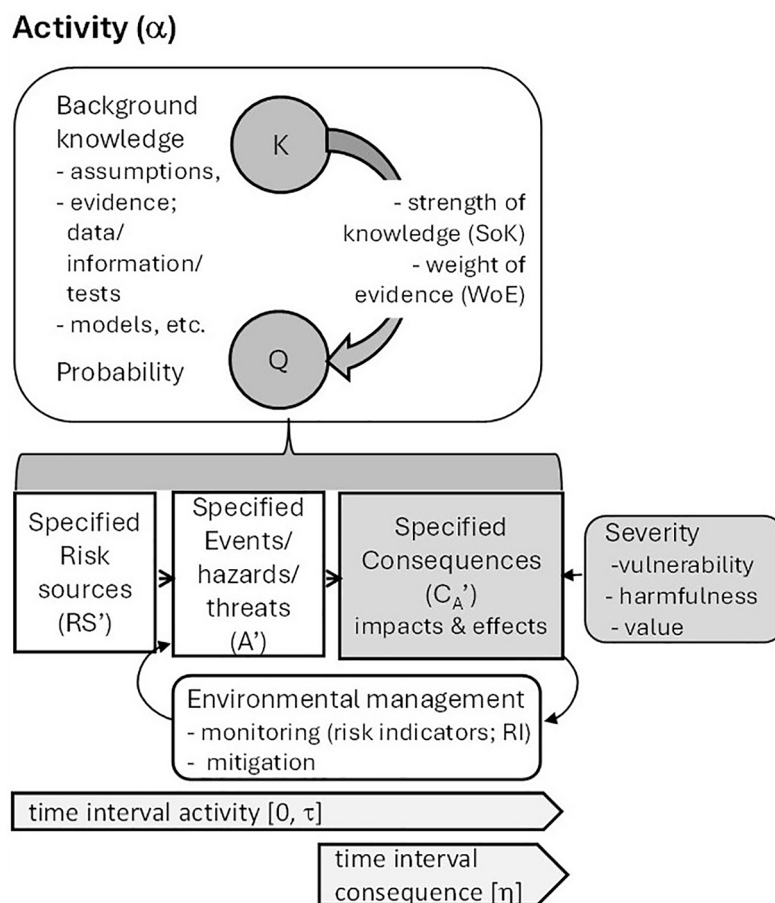 Activity (α)
Background
knowledge
- assumptions,
- evidence;
data/
information/
tests
- models, etc.
Probability
K
- strength of
knowledge (SoK)
- weight of
evidence (WoE)
Q
Specified
Risk
sources
(RS’)
Specified
Events/
hazards/
threats
(A’)
Specified
Consequences
(C_A’)
impacts & effects
Severity
-vulnerability
- harmfulness
- value
Environmental management
- monitoring (risk indicators; RI)
- mitigation
time interval activity [0, τ]
time interval
consequence [η]